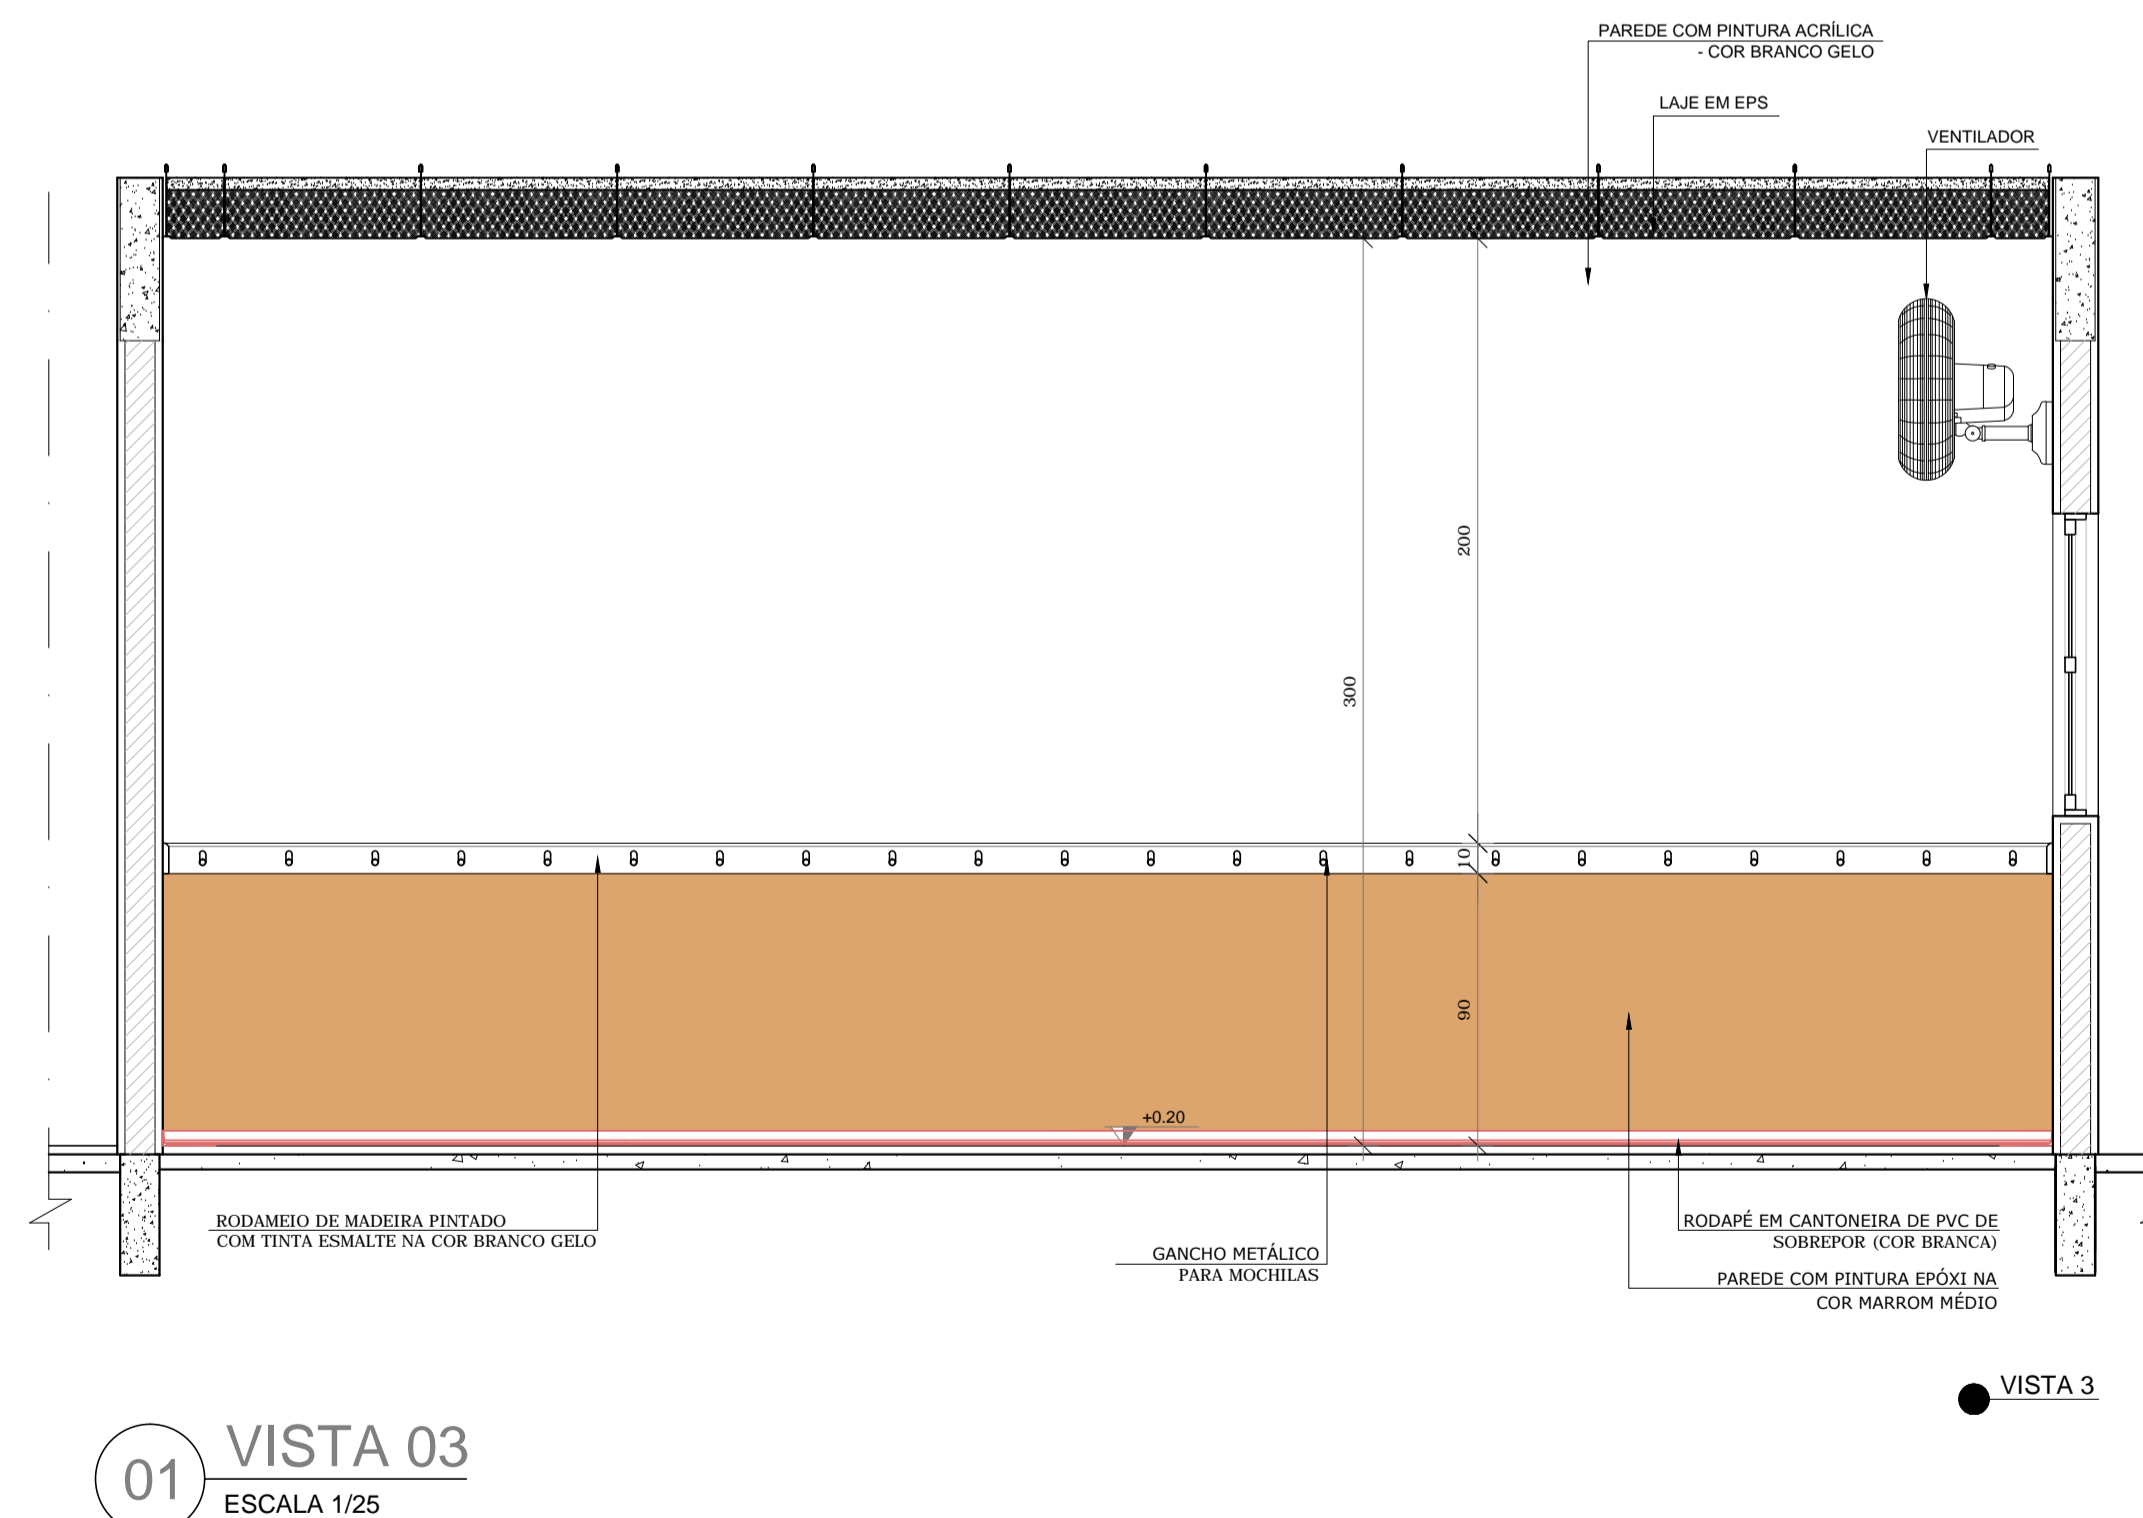 PAREDE COM PINTURA ACRÍLICA
- COR BRANCO GELO
LAJE EM EPS
VENTILADOR
200
300
10
90
+0.20
RODAMEIO DE MADEIRA PINTADO
COM TINTA ESMALTE NA COR BRANCO GELO
GANCHO METÁLICO
PARA MOCHILAS
RODAPÉ EM CANTONEIRA DE PVC DE
SOBREPOR (COR BRANCA)
PAREDE COM PINTURA EPÓXI NA
COR MARROM MÉDIO
VISTA 3
01
VISTA 03
ESCALA 1/25